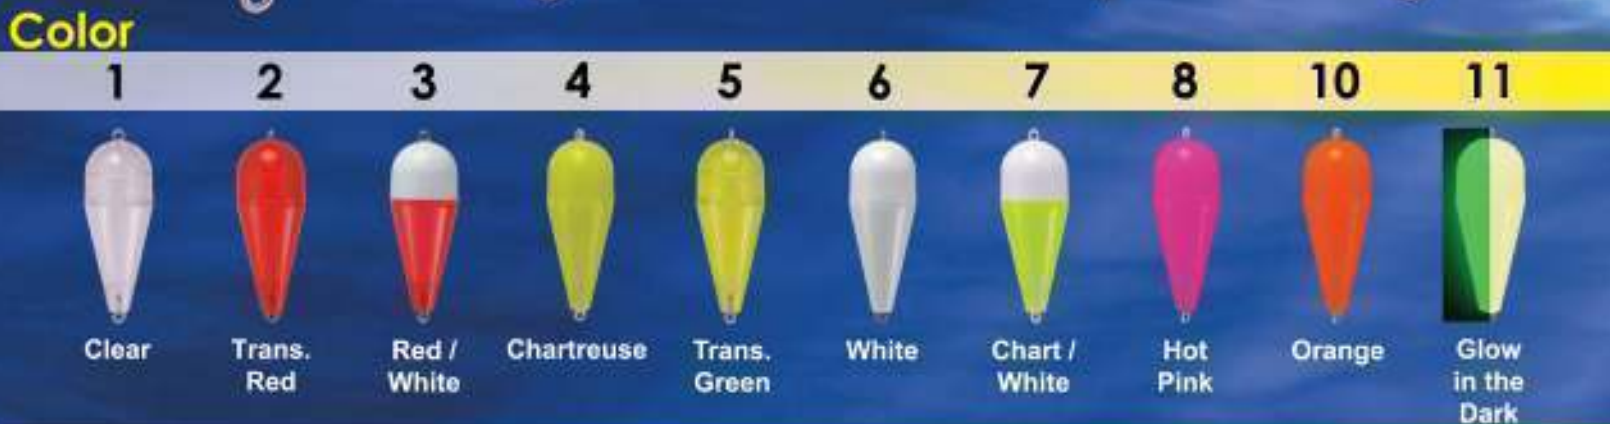 Color
1 2 3 4 5 6 7 8 10 11
Clear Trans. Red / Chartreuse Trans. White Chart / Hot Orange Glow
Red White Green White Pink in the
Dark